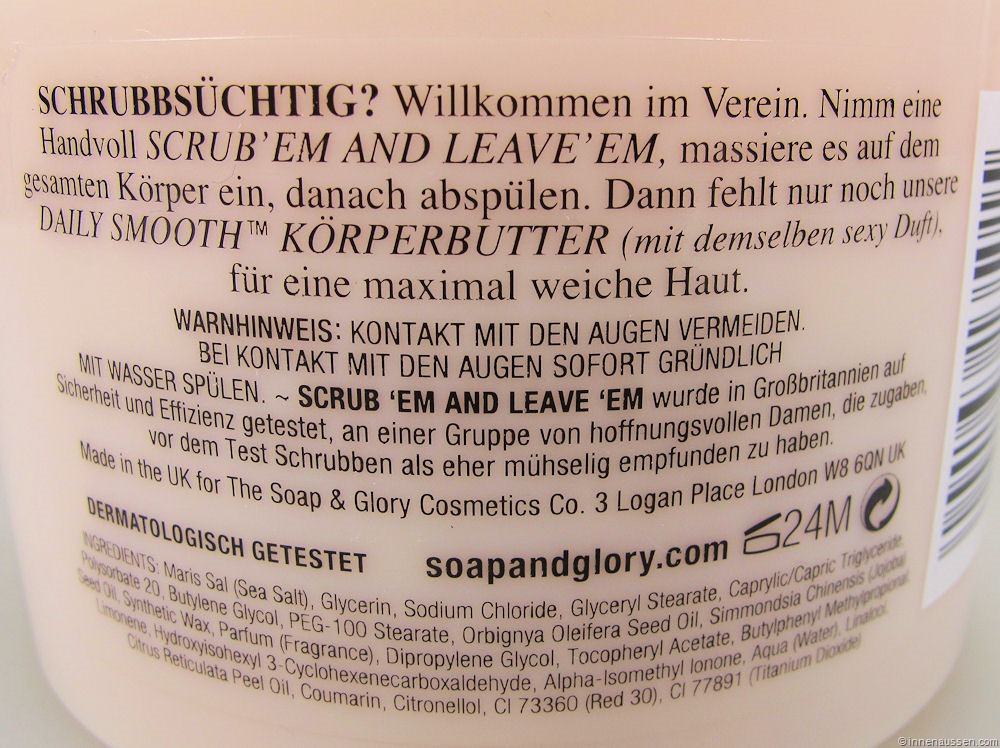 SCHRUBBSÜCHTIG? Willkommen im Verein. Nimm eine
Handvoll SCRUB'EM AND LEAVE'EM, massiere es auf dem
gesamten Körper ein, danach abspülen. Dann fehlt nur noch unsere
DAILY SMOOTH™ KÖRPERBUTTER (mit demselben sexy Duft),
für eine maximal weiche Haut.
WARNHINWEIS: KONTAKT MIT DEN AUGEN VERMEIDEN.
BEI KONTAKT MIT DEN AUGEN SOFORT GRÜNDLICH
MIT WASSER SPÜLEN. ~ SCRUB 'EM AND LEAVE 'EM wurde in Großbritannien auf
Sicherheit und Effizienz getestet, an einer Gruppe von hoffnungsvollen Damen, die zugaben,
vor dem Test Schrubben als eher mühselig empfunden zu haben.
Made in the UK for The Soap & Glory Cosmetics Co. 3 Logan Place London W8 6QN UK
DERMATOLOGISCH GETESTET soapandglory.com 24M
INGREDIENTS: Maris Sal (Sea Salt), Glycerin, Sodium Chloride, Glyceryl Stearate, Caprylic/Capric Triglyceride,
Polysorbate 20, Butylene Glycol, PEG-100 Stearate, Orbignya Oleifera Seed Oil, Simmondsia Chinensis (Jojoba)
Seed Oil, Synthetic Wax, Parfum (Fragrance), Dipropylene Glycol, Tocopheryl Acetate, Butylphenyl Methylpropional,
Limonene, Hydroxyisohexyl 3-Cyclohexenecarboxaldehyde, Alpha-Isomethyl Ionone, Aqua (Water), Linalool,
Citrus Reticulata Peel Oil, Coumarin, Citronellol, CI 73360 (Red 30), CI 77891 (Titanium Dioxide)
©innenaussen.com